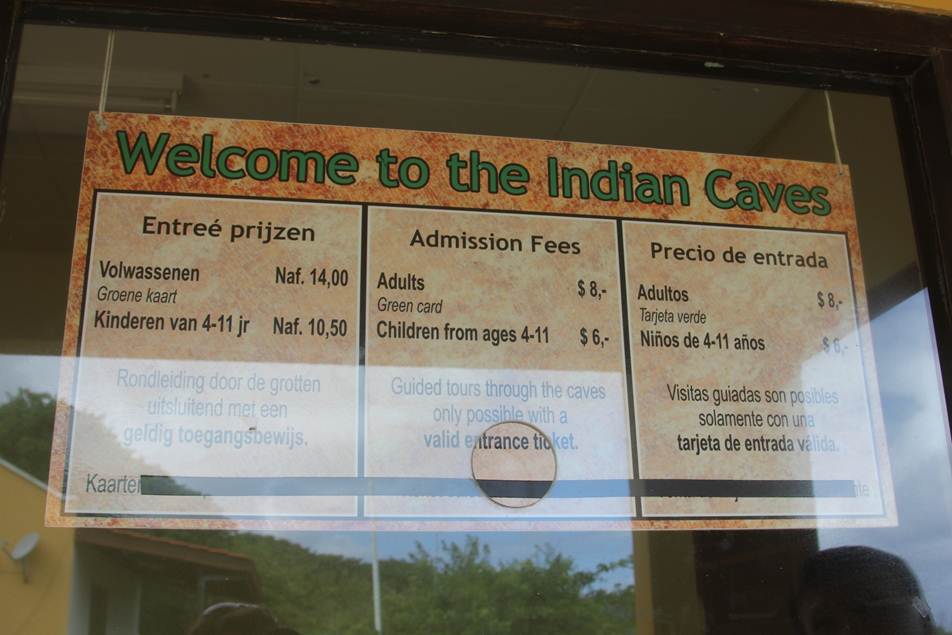 Welcome to the Indian Caves
Entreé prijzen
Volwassenen Naf. 14,00
Groene kaart
Kinderen van 4-11 jr Naf. 10,50
Rondleiding door de grotten
uitsluitend met een
geldig toegangsbewijs.
Admission Fees
Adults $ 8,-
Green card
Children from ages 4-11 $ 6,-
Guided tours through the caves
only possible with a
valid entrance ticket.
Precio de entrada
Adultos $ 8,-
Tarjeta verde
Niños de 4-11 años $ 6,-
Visitas guiadas son posibles
solamente con una
tarjeta de entrada válida.